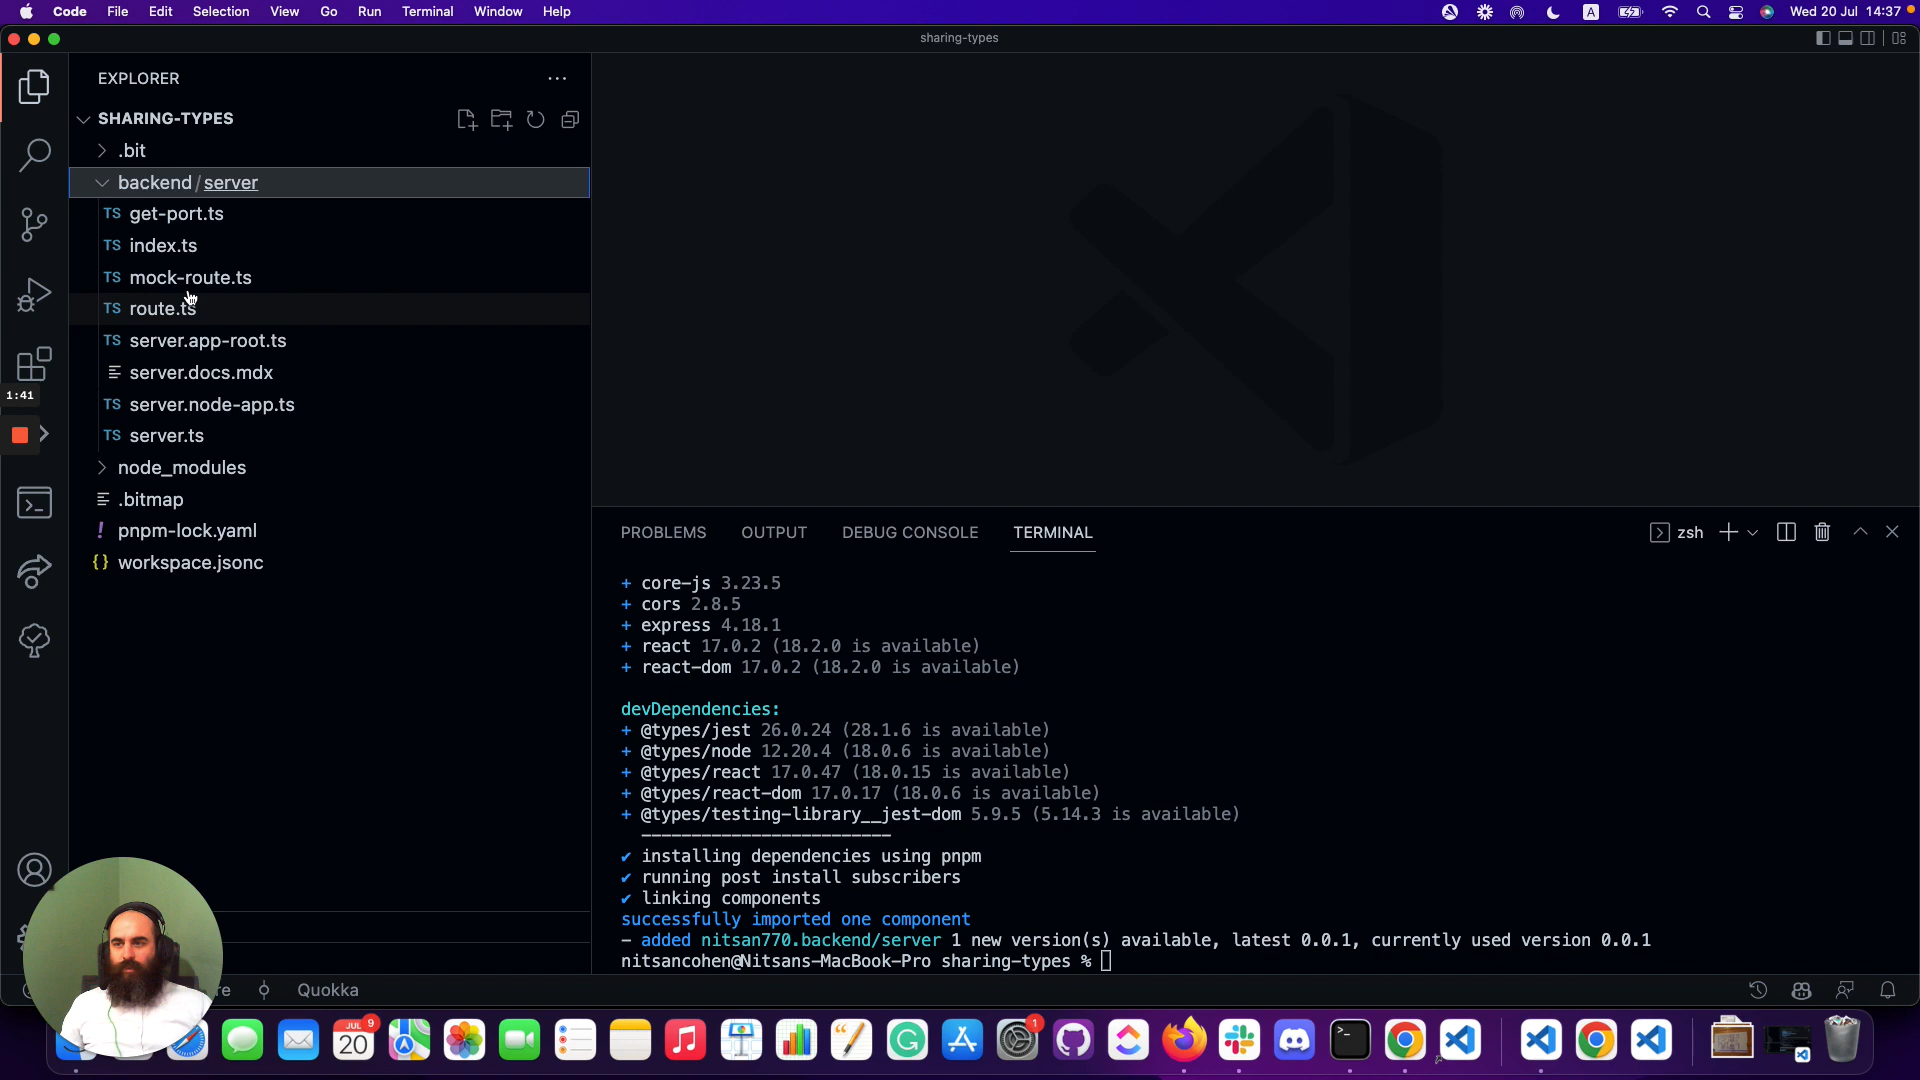 Code File Edit Selection View Go Run Terminal Window Help
A
Wed 20 Jul 14:37
sharing-types
EXPLORER
SHARING-TYPES
.bit
backend/server
TS get-port.ts
TS index.ts
TS mock-route.ts
TS route.ts
TS server.app-root.ts
server.docs.mdx
TS server.node-app.ts
TS server.ts
node_modules
.bitmap
! pnpm-lock.yaml
{} workspace.jsonc
1:41
PROBLEMS OUTPUT DEBUG CONSOLE TERMINAL
zsh
+ core-js 3.23.5
+ cors 2.8.5
+ express 4.18.1
+ react 17.0.2 (18.2.0 is available)
+ react-dom 17.0.2 (18.2.0 is available)
devDependencies:
+ @types/jest 26.0.24 (28.1.6 is available)
+ @types/node 12.20.4 (18.0.6 is available)
+ @types/react 17.0.47 (18.0.15 is available)
+ @types/react-dom 17.0.17 (18.0.6 is available)
+ @types/testing-library__jest-dom 5.9.5 (5.14.3 is available)
-------------------------
✔ installing dependencies using pnpm
✔ running post install subscribers
✔ linking components
successfully imported one component
- added nitsan770.backend/server 1 new version(s) available, latest 0.0.1, currently used version 0.0.1
nitsancohen@Nitsans-MacBook-Pro sharing-types %
re Quokka
JUL 9
20
1